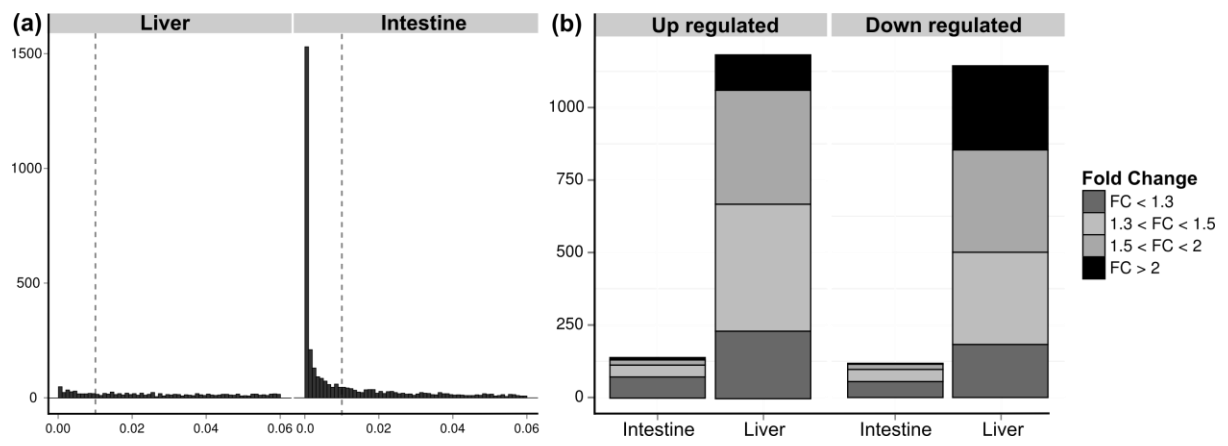 (a)
Liver
Intestine
1500
1000
500
0
0.00
0.02
0.04
0.06
0.0
0.02
0.04
0.06
(b)
Up regulated
Down regulated
1000
750
500
250
0
Intestine
Liver
Intestine
Liver
Fold Change
FC < 1.3
1.3 < FC < 1.5
1.5 < FC < 2
FC > 2